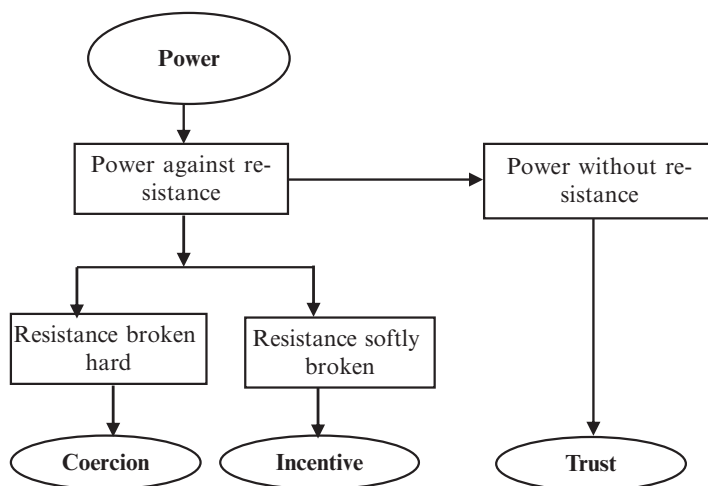 Power
Power against re-
sistance
Power without re-
sistance
Resistance broken
hard
Resistance softly
broken
Coercion
Incentive
Trust